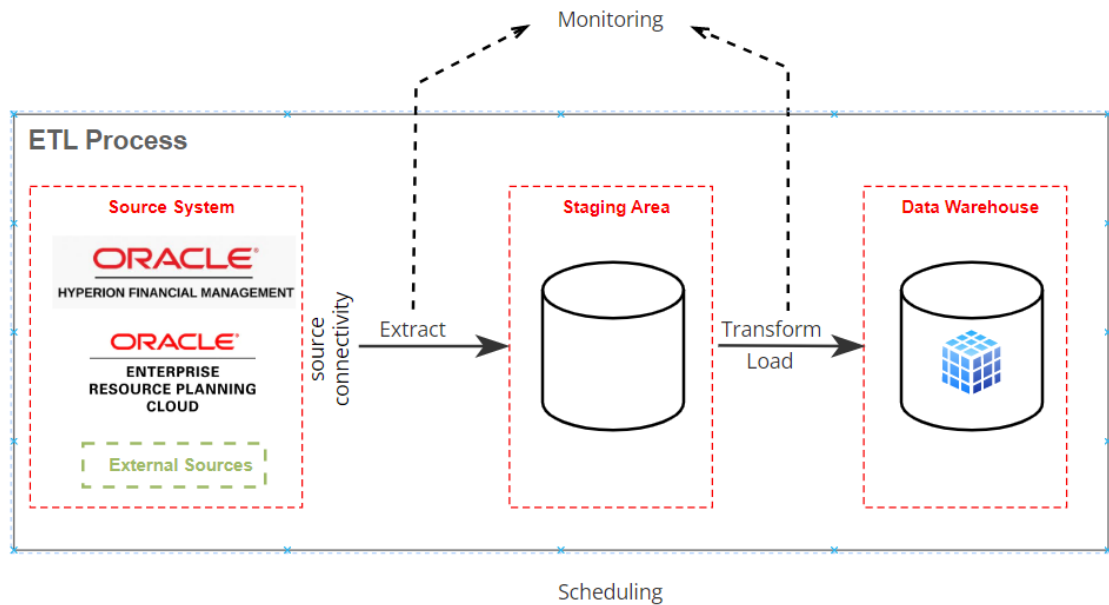 Monitoring
ETL Process
Source System
ORACLE®
HYPERION FINANCIAL MANAGEMENT
ORACLE®
ENTERPRISE
RESOURCE PLANNING
CLOUD
External Sources
source
connectivity
Extract
Staging Area
Transform
Load
Data Warehouse
Scheduling